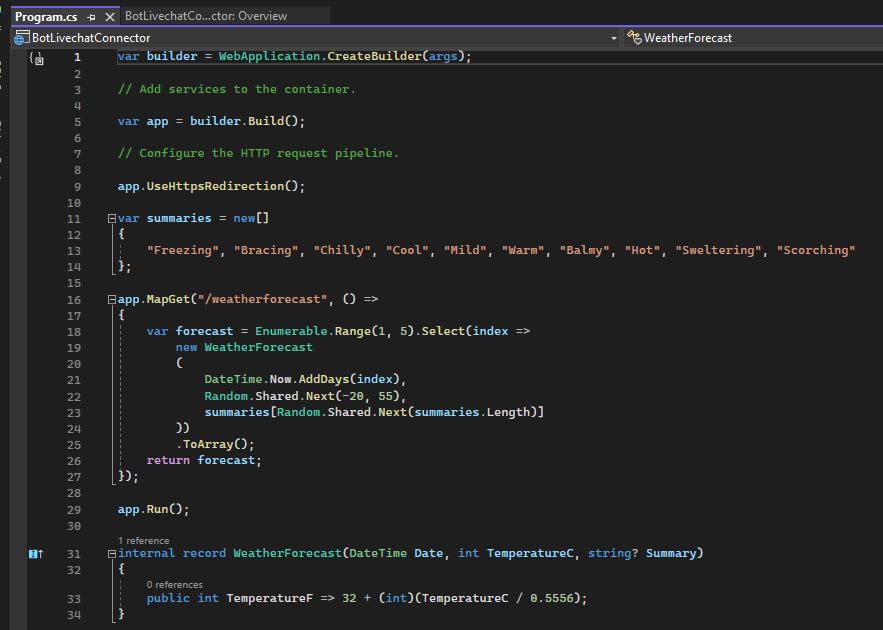 Program.cs
BotLivechatCo...ctor: Overview
BotLivechatConnector
WeatherForecast
1 var builder = WebApplication.CreateBuilder(args);
2
3 // Add services to the container.
4
5 var app = builder.Build();
6
7 // Configure the HTTP request pipeline.
8
9 app.UseHttpsRedirection();
10
11 var summaries = new[]
12 {
13     "Freezing", "Bracing", "Chilly", "Cool", "Mild", "Warm", "Balmy", "Hot", "Sweltering", "Scorching"
14 };
15
16 app.MapGet("/weatherforecast", () =>
17 {
18     var forecast = Enumerable.Range(1, 5).Select(index =>
19         new WeatherForecast
20         (
21             DateTime.Now.AddDays(index),
22             Random.Shared.Next(-20, 55),
23             summaries[Random.Shared.Next(summaries.Length)]
24         ))
25         .ToArray();
26     return forecast;
27 });
28
29 app.Run();
30
1 reference
31 internal record WeatherForecast(DateTime Date, int TemperatureC, string? Summary)
32 {
0 references
33     public int TemperatureF => 32 + (int)(TemperatureC / 0.5556);
34 }